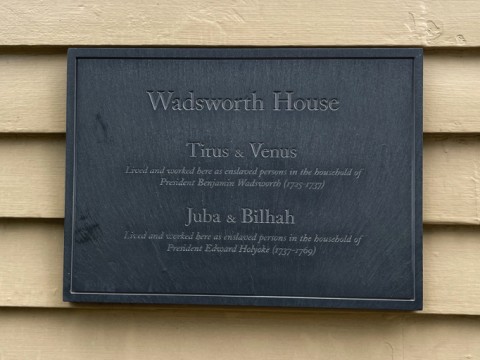 Wadsworth House
Titus & Venus
Lived and worked here as enslaved persons in the household of
President Benjamin Wadsworth (1725-1737)
Juba & Bilhah
Lived and worked here as enslaved persons in the household of
President Edward Holyoke (1737-1769)